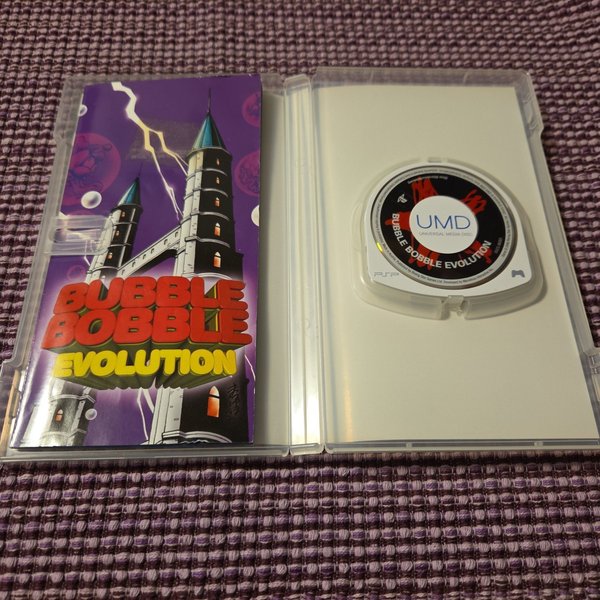 BUBBLE
BOBBLE
EVOLUTION
UMD
UNIVERSAL MEDIA DISC
BUBBLE BOBBLE EVOLUTION
PSP